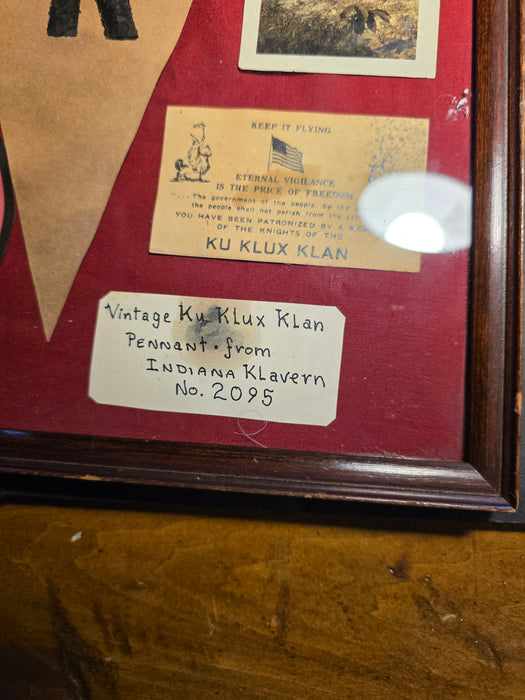 K
KEEP IT FLYING
ETERNAL VIGILANCE
IS THE PRICE OF FREEDOM
"....The government of the people, by the
the people shall not perish from the
YOU HAVE BEEN PATRONIZED BY A
OF THE KNIGHTS OF THE
KU KLUX KLAN
Vintage Ku Klux Klan
Pennant. from
Indiana Klavern
No. 2095